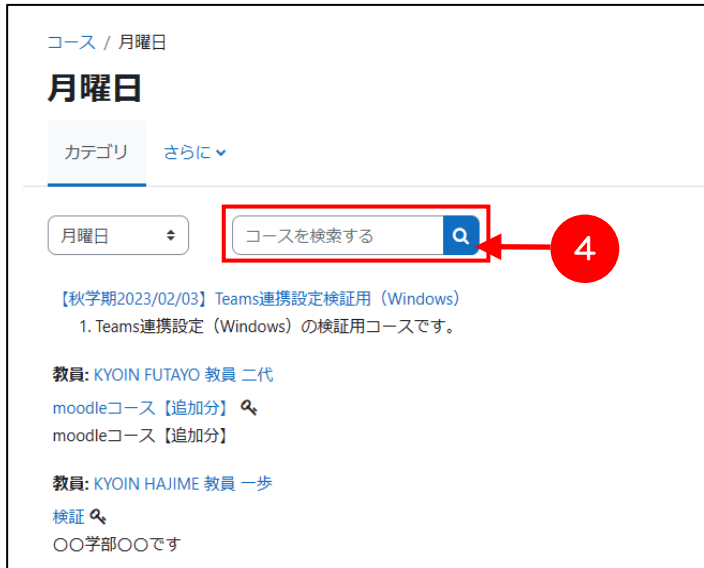 コース / 月曜日
月曜日
カテゴリ さらに
月曜日 コースを検索する 4
【秋学期2023/02/03】Teams連携設定検証用（Windows）
1. Teams連携設定（Windows）の検証用コースです。
教員: KYOIN FUTAYO 教員 二代
moodleコース【追加分】
moodleコース【追加分】
教員: KYOIN HAJIME 教員 一歩
検証
〇〇学部〇〇です